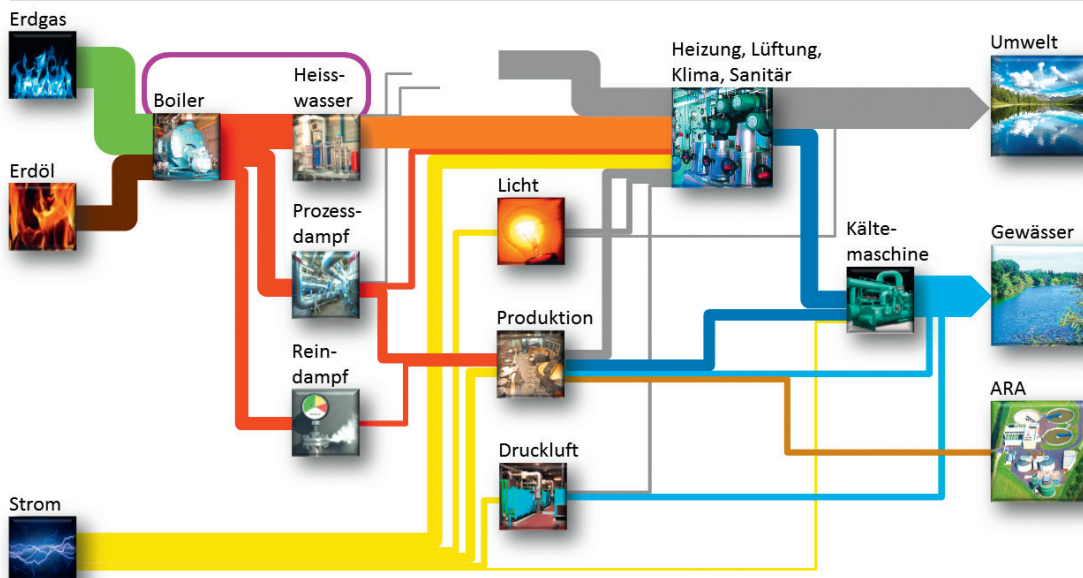 Erdgas
Erdöl
Strom
Boiler
Heiss-
wasser
Prozess-
dampf
Rein-
dampf
Licht
Produktion
Druckluft
Heizung, Lüftung,
Klima, Sanitär
Kälte-
maschine
Umwelt
Gewässer
ARA